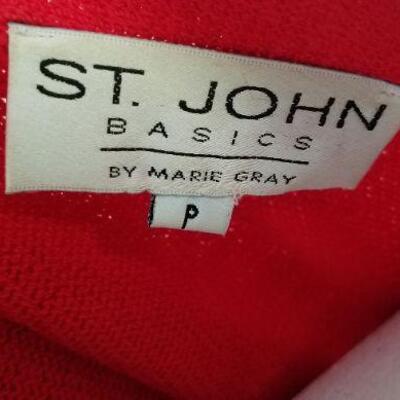 ST. JOHN
BASICS
BY MARIE GRAY
P